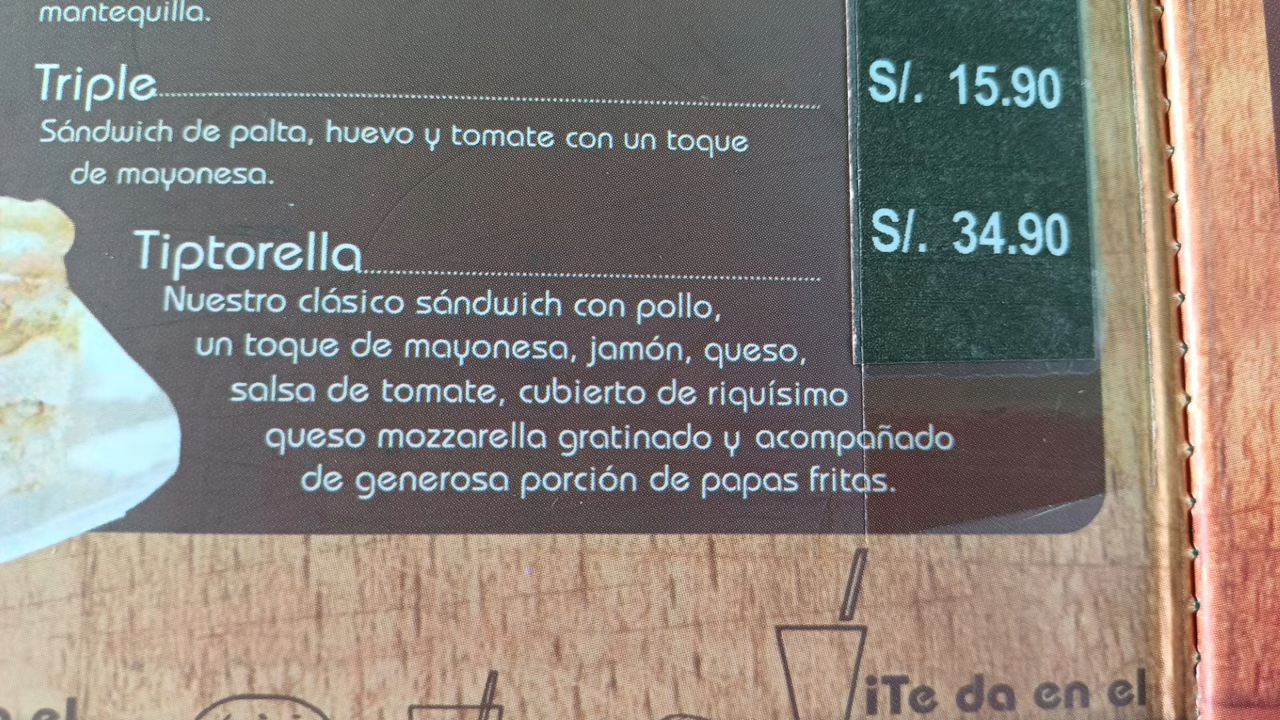 mantequilla.
Triple S/. 15.90
Sándwich de palta, huevo y tomate con un toque
de mayonesa.
Tiptorella S/. 34.90
Nuestro clásico sándwich con pollo,
un toque de mayonesa, jamón, queso,
salsa de tomate, cubierto de riquísimo
queso mozzarella gratinado y acompañado
de generosa porción de papas fritas.
¡Te da en el
el